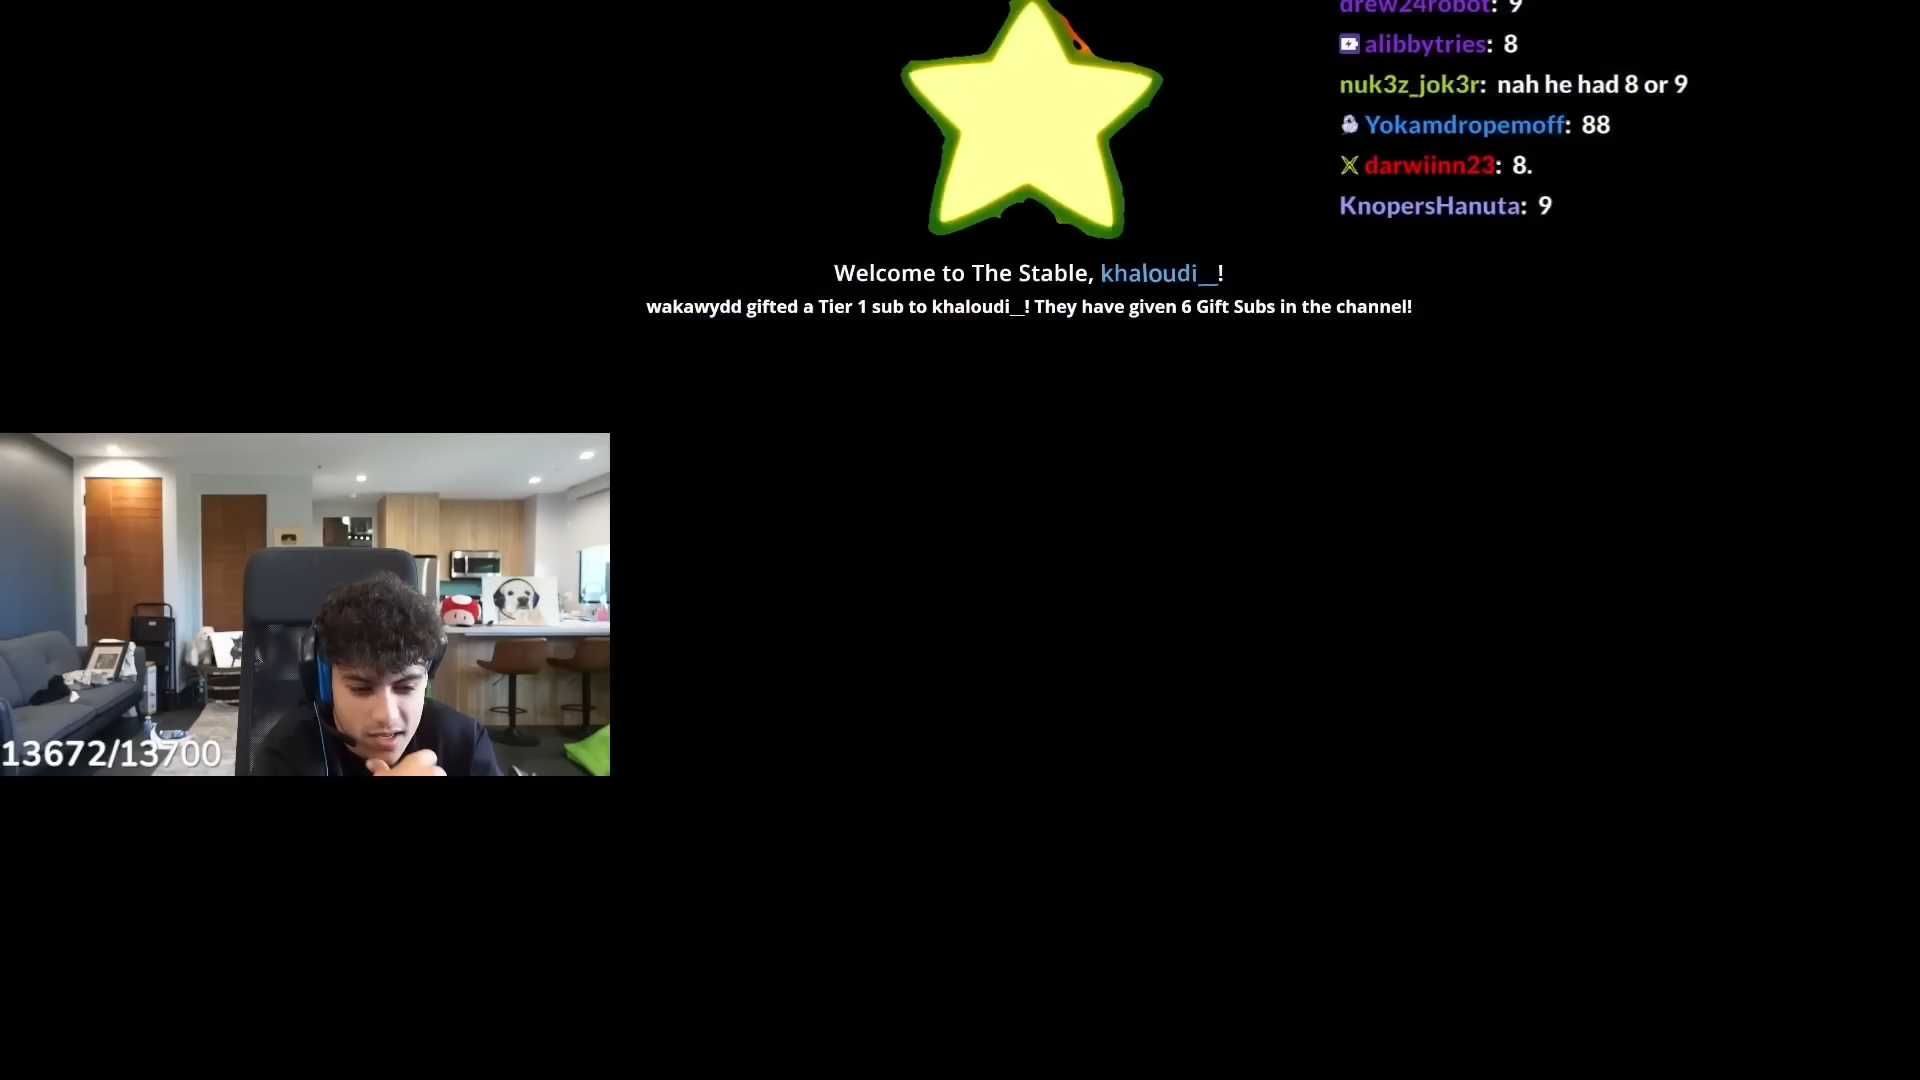 drew24robot: 9
alibbytries: 8
nuk3z_jok3r: nah he had 8 or 9
Yokamdropemoff: 88
darwiinn23: 8.
KnopersHanuta: 9
Welcome to The Stable, khaloudi__!
wakawydd gifted a Tier 1 sub to khaloudi__! They have given 6 Gift Subs in the channel!
13672/13700